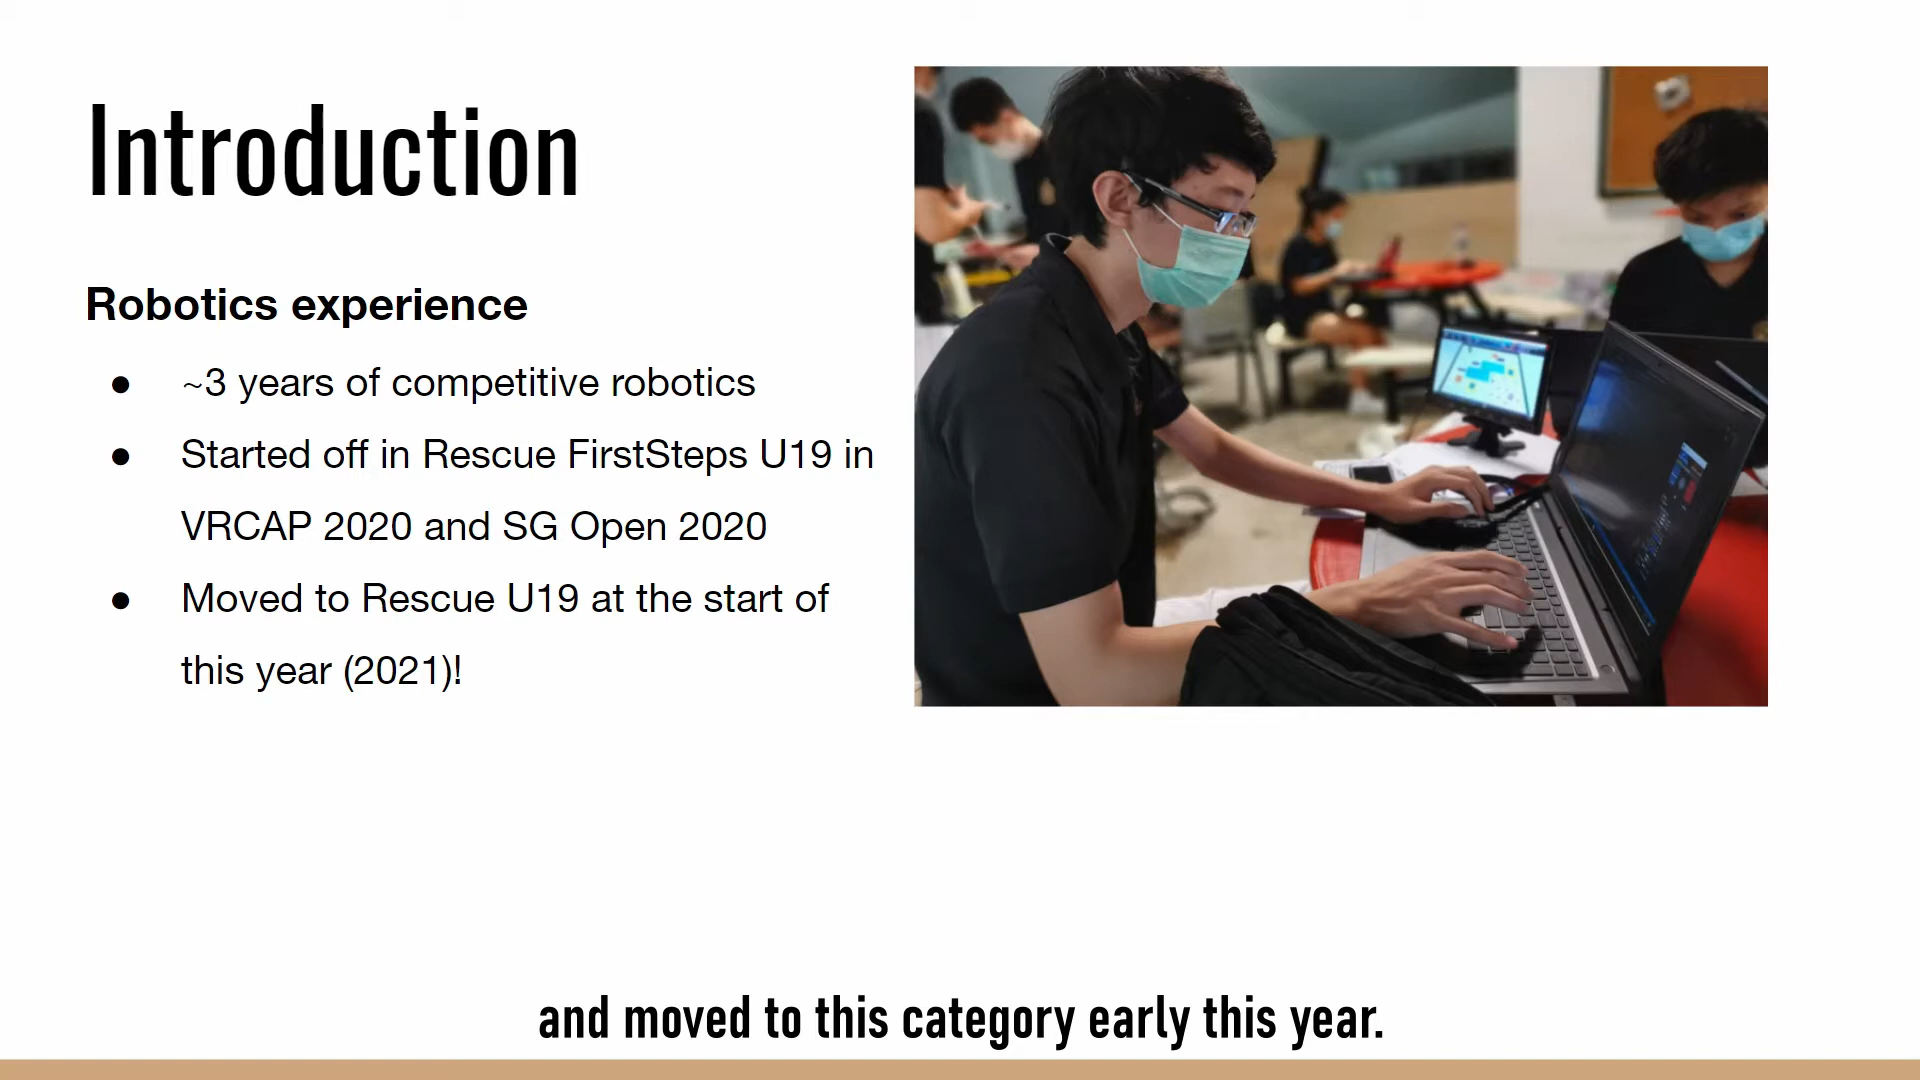 Introduction
Robotics experience
● ~3 years of competitive robotics
● Started off in Rescue FirstSteps U19 in
VRCAP 2020 and SG Open 2020
● Moved to Rescue U19 at the start of
this year (2021)!
and moved to this category early this year.